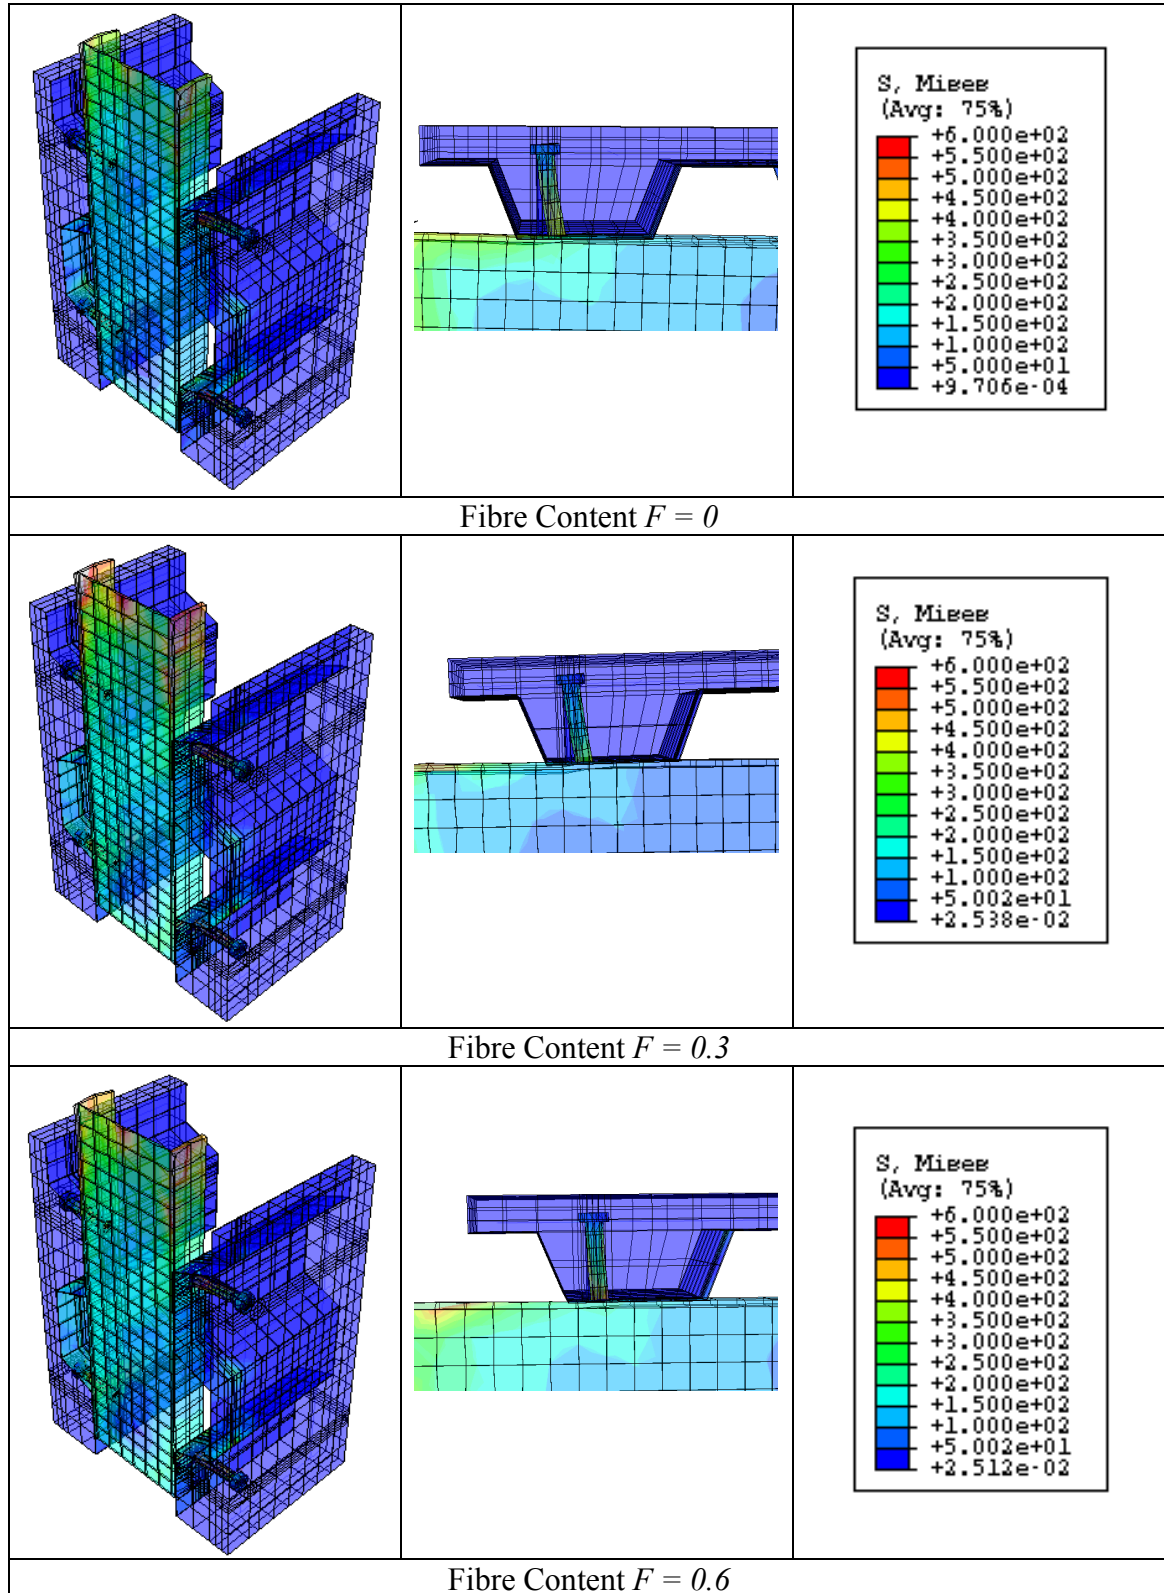 S, Mises
(Avg: 75%)
+6.000e+02
+5.500e+02
+5.000e+02
+4.500e+02
+4.000e+02
+3.500e+02
+3.000e+02
+2.500e+02
+2.000e+02
+1.500e+02
+1.000e+02
+5.000e+01
+9.706e-04
Fibre Content F = 0
S, Mises
(Avg: 75%)
+6.000e+02
+5.500e+02
+5.000e+02
+4.500e+02
+4.000e+02
+3.500e+02
+3.000e+02
+2.500e+02
+2.000e+02
+1.500e+02
+1.000e+02
+5.002e+01
+2.538e-02
Fibre Content F = 0.3
S, Mises
(Avg: 75%)
+6.000e+02
+5.500e+02
+5.000e+02
+4.500e+02
+4.000e+02
+3.500e+02
+3.000e+02
+2.500e+02
+2.000e+02
+1.500e+02
+1.000e+02
+5.002e+01
+2.512e-02
Fibre Content F = 0.6